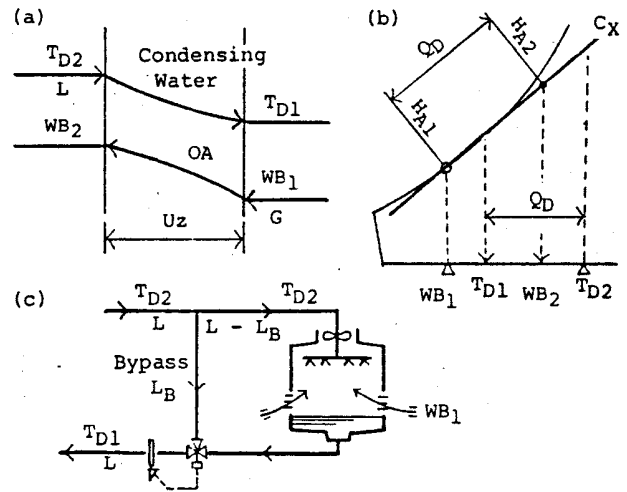 (a)
T_D2
L
Condensing
Water
T_D1
WB_2
OA
WB_1
G
Uz
(b)
H_A2
C_X
Q_D
H_A1
Q_D
WB_1 T_D1 WB_2 T_D2
(c)
T_D2 T_D2
L L - L_B
Bypass
L_B
WB_1
T_D1
L